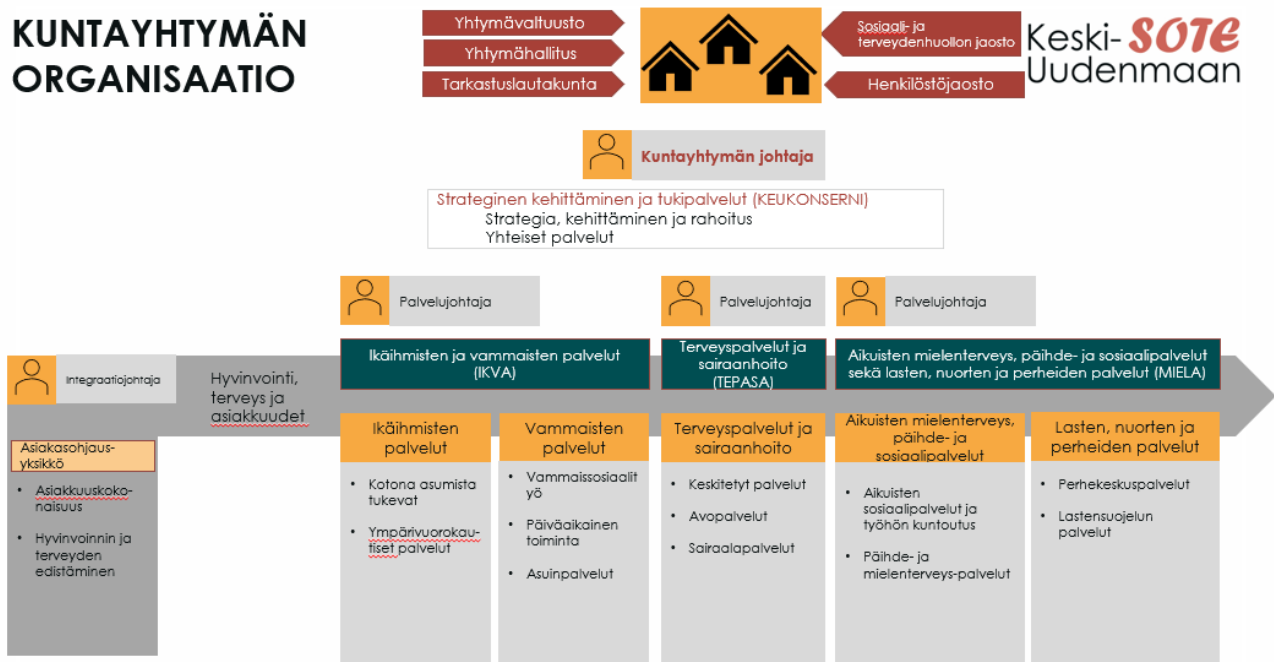 KUNTAYHTYMÄN
ORGANISAATIO
Yhtymävaltuusto
Yhtymähallitus
Tarkastuslautakunta
Sosiaali- ja
terveydenhuollon jaosto
Henkilöstöjaosto
Keski-SOTE
Uudenmaan
Kuntayhtymän johtaja
Strateginen kehittäminen ja tukipalvelut (KEUKONSERNI)
Strategia, kehittäminen ja rahoitus
Yhteiset palvelut
Palvelujohtaja
Palvelujohtaja
Palvelujohtaja
Integraatiojohtaja
Hyvinvointi,
terveys ja
asiakkuudet
Ikäihmisten ja vammaisten palvelut
(IKVA)
Terveyspalvelut ja
sairaanhoito
(TEPASA)
Aikuisten mielenterveys, päihde- ja sosiaalipalvelut
sekä lasten, nuorten ja perheiden palvelut (MIELA)
Asiakasohjaus-
yksikkö
• Asiakkuuskoko-
naisuus
• Hyvinvoinnin ja
terveyden
edistäminen
Ikäihmisten
palvelut
• Kotona asumista
tukevat
• Ympärivuorokau-
tiset palvelut
Vammaisten
palvelut
• Vammaissosiaalit
yö
• Päiväaikainen
toiminta
• Asuinpalvelut
Terveyspalvelut ja
sairaanhoito
• Keskitetyt palvelut
• Avopalvelut
• Sairaalapalvelut
Aikuisten mielenterveys,
päihde- ja
sosiaalipalvelut
• Aikuisten
sosiaalipalvelut ja
työhön kuntoutus
• Päihde- ja
mielenterveys-palvelut
Lasten, nuorten ja
perheiden palvelut
• Perhekeskuspalvelut
• Lastensuojelun
palvelut